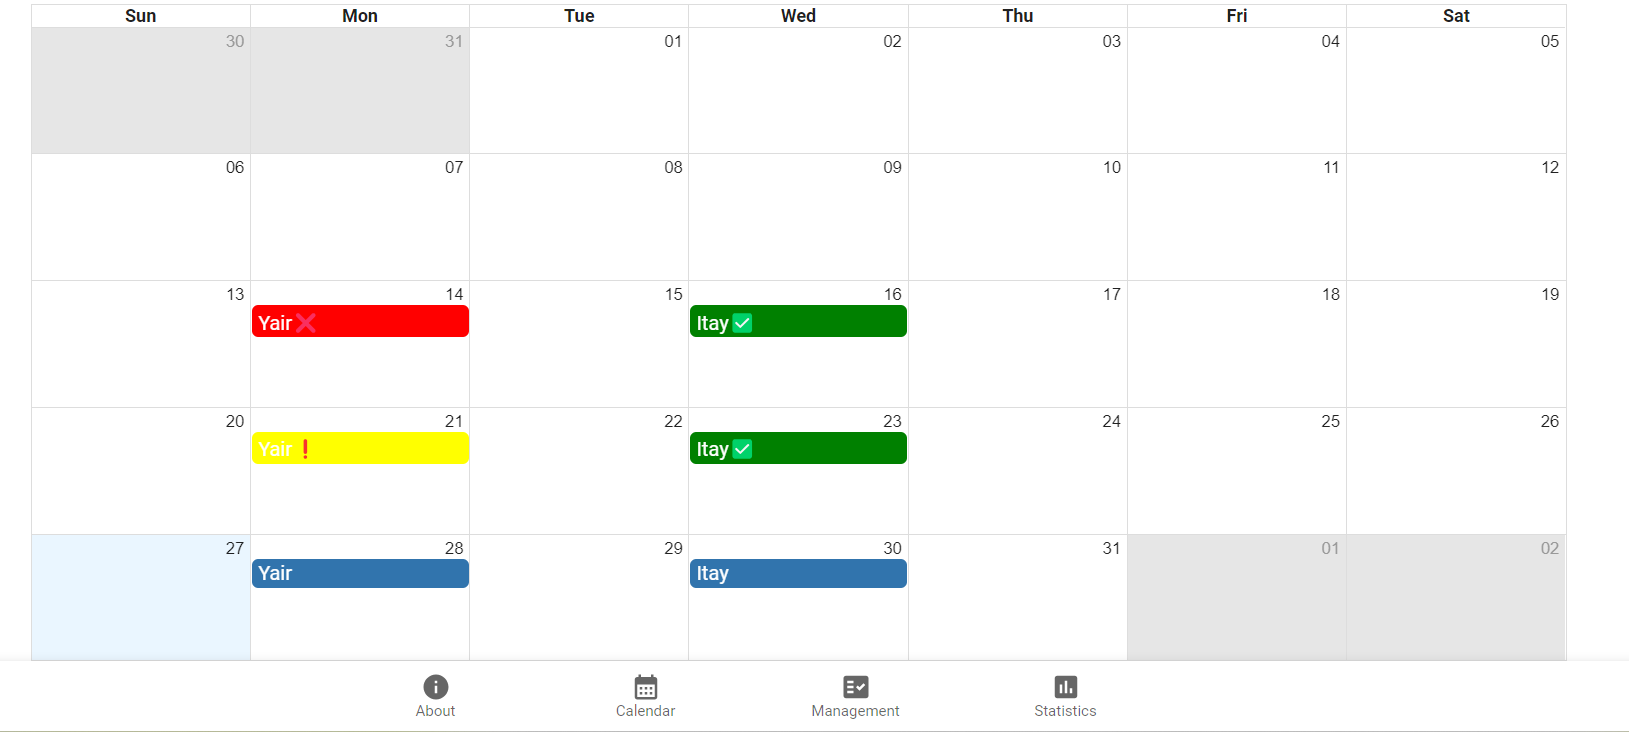 Sun Mon Tue Wed Thu Fri Sat
30 31 01 02 03 04 05
06 07 08 09 10 11 12
13 14 15 16 17 18 19
Yair❌ Itay✅
20 21 22 23 24 25 26
Yair❗ Itay✅
27 28 29 30 31 01 02
Yair Itay
About Calendar Management Statistics